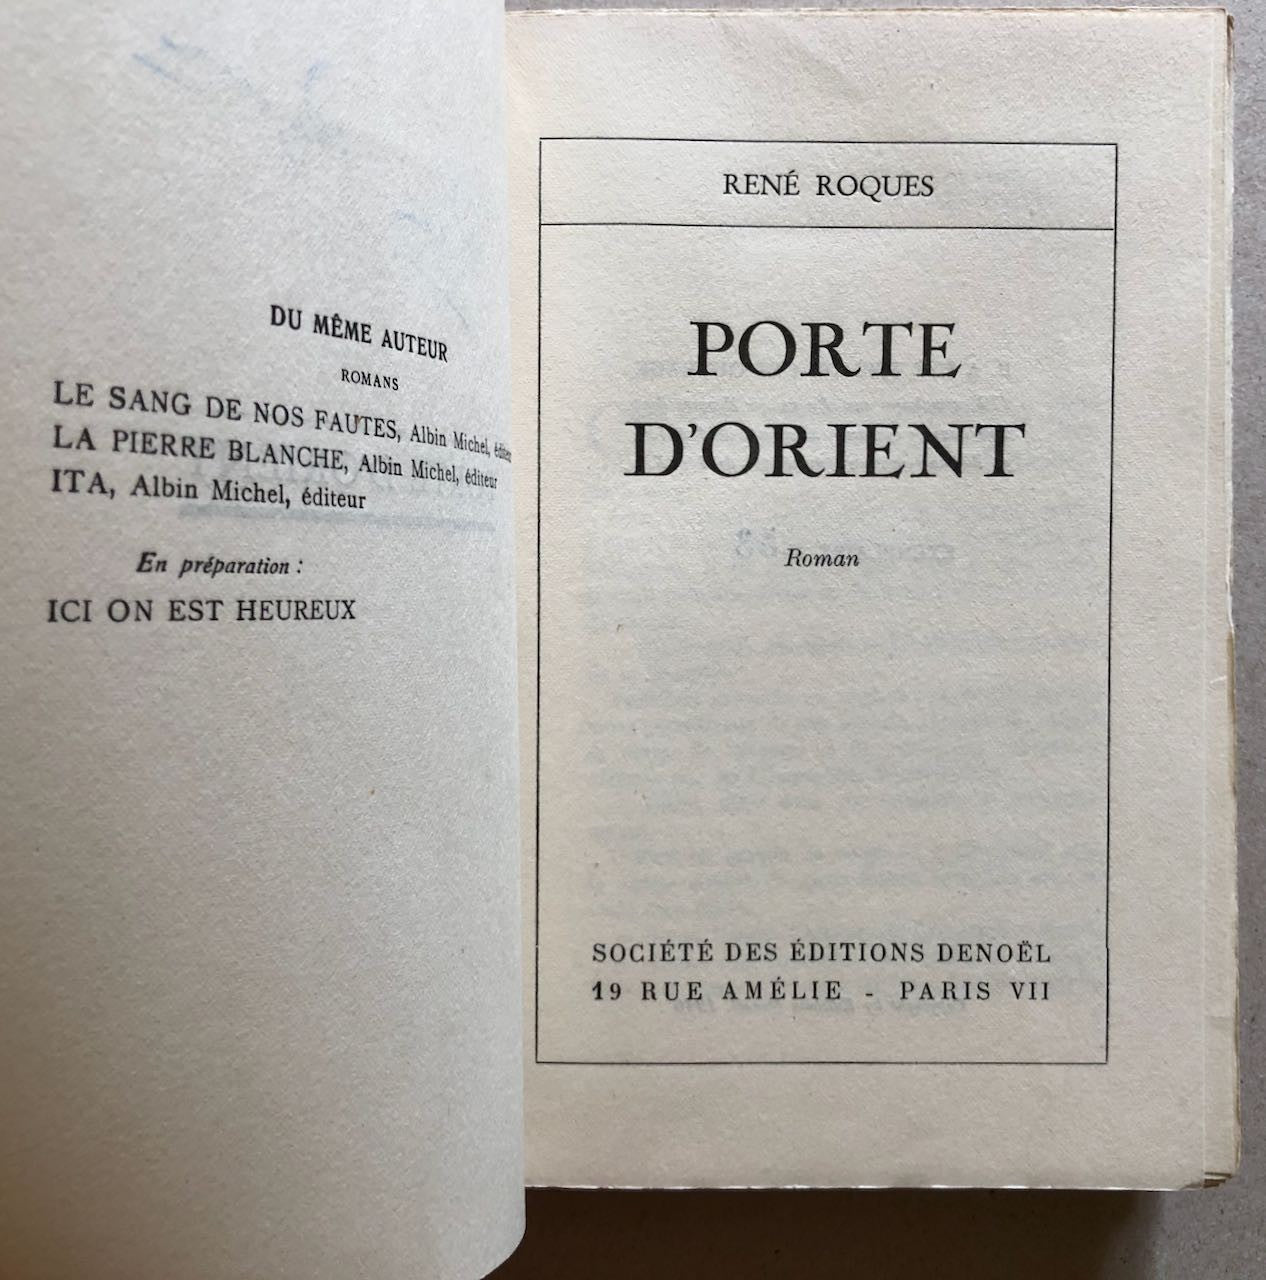 DU MÊME AUTEUR
ROMANS
LE SANG DE NOS FAUTES, Albin Michel,
LA PIERRE BLANCHE, Albin Michel, éditeur
ITA, Albin Michel, éditeur
En préparation :
ICI ON EST HEUREUX
RENÉ ROQUES
PORTE
D'ORIENT
Roman
SOCIÉTÉ DES ÉDITIONS DENOËL
19 RUE AMÉLIE - PARIS VII